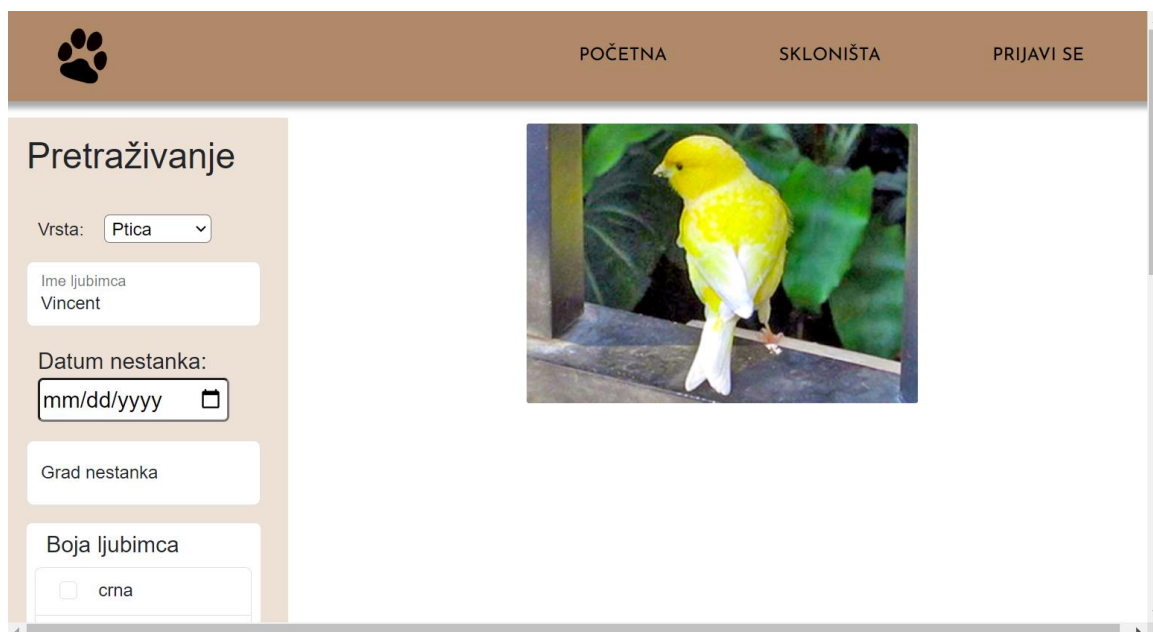 POČETNA SKLONIŠTA PRIJAVI SE
Pretraživanje
Vrsta: Ptica
Ime ljubimca
Vincent
Datum nestanka:
mm/dd/yyyy
Grad nestanka
Boja ljubimca
crna